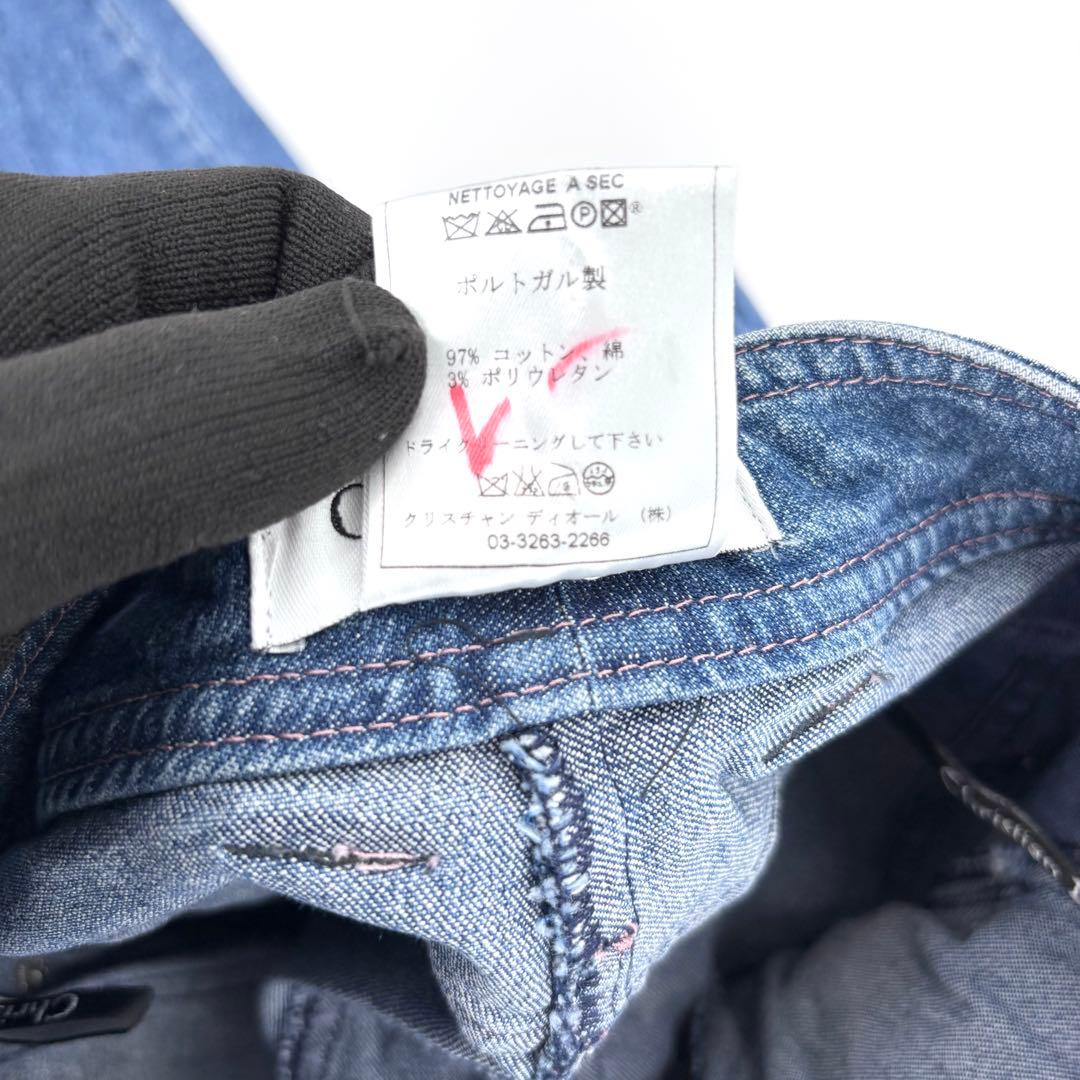 NETTOYAGE A SEC
ポルトガル製
97% コットン、綿
3% ポリウレタン
ドライクリーニングして下さい
クリスチャン ディオール (株)
03-3263-2266